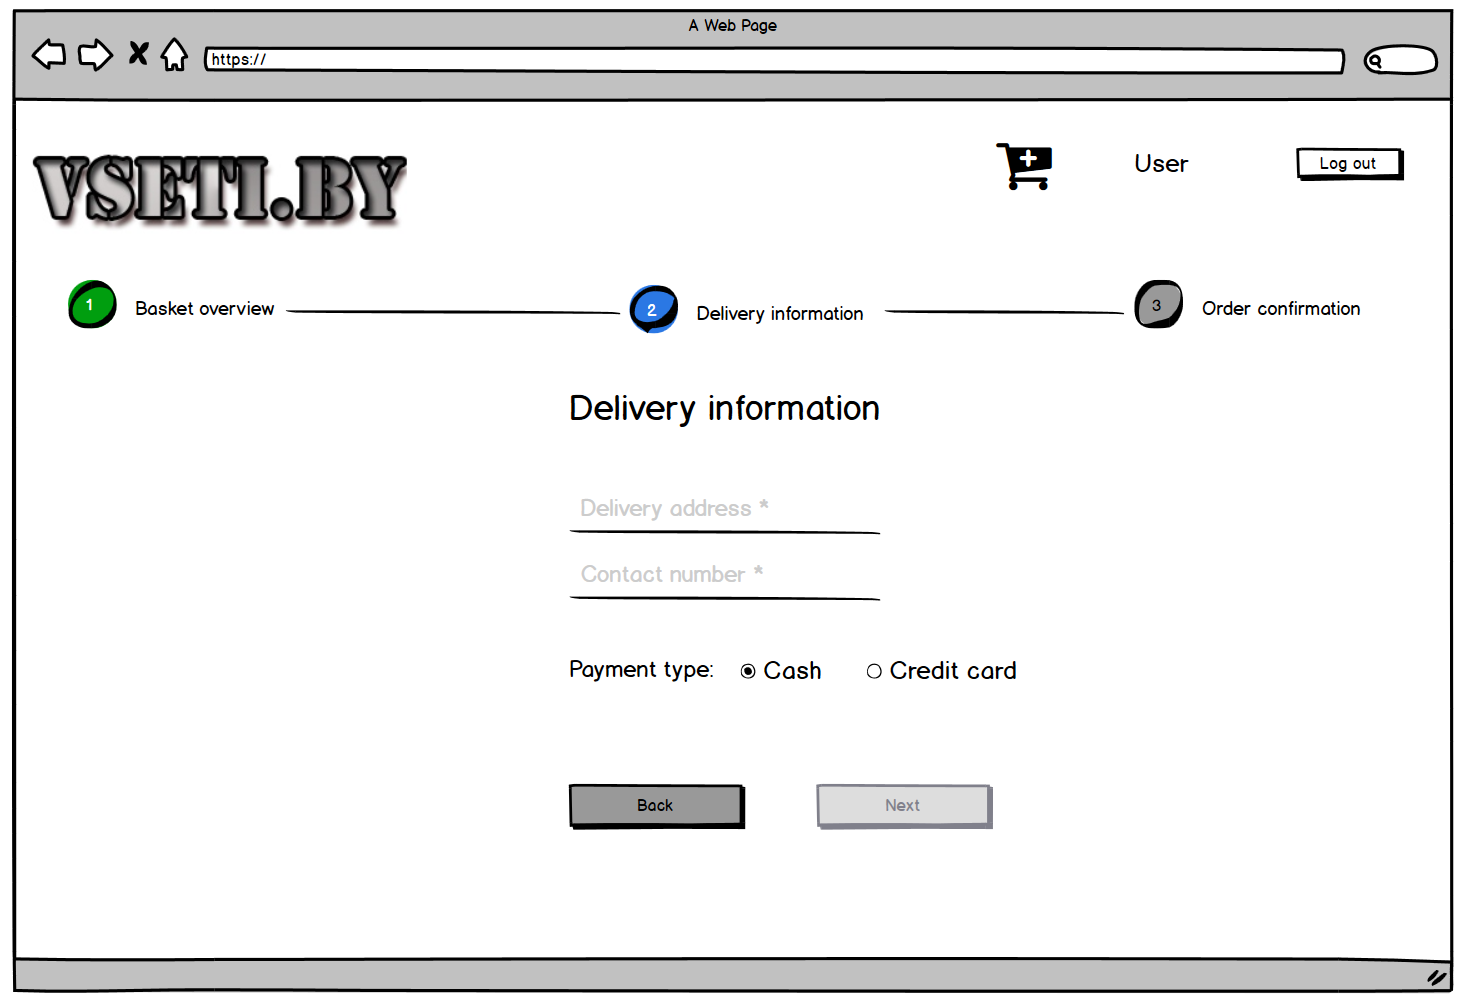 A Web Page
https://
VSETI.BY
User
Log out
1 Basket overview
2 Delivery information
3 Order confirmation
Delivery information
Delivery address *
Contact number *
Payment type: Cash Credit card
Back Next